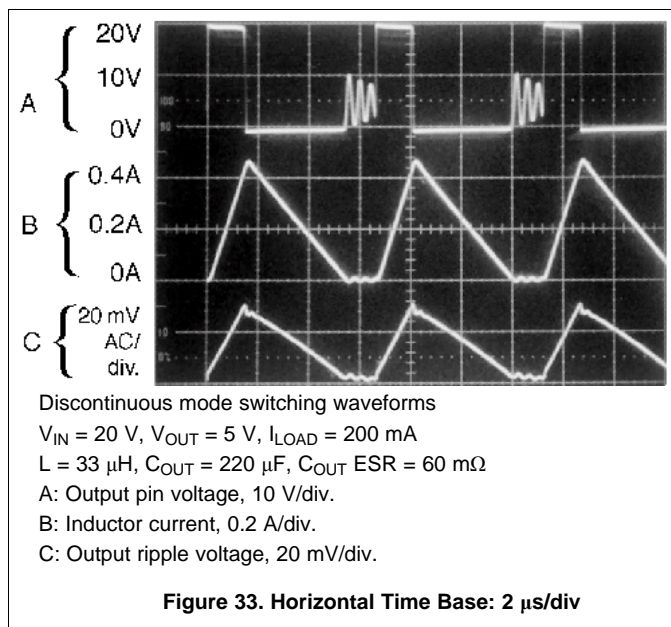 20V
10V
A
0V
0.4A
B 0.2A
0A
20 mV
C AC/
div.
Discontinuous mode switching waveforms
V_IN = 20 V, V_OUT = 5 V, I_LOAD = 200 mA
L = 33 μH, C_OUT = 220 μF, C_OUT ESR = 60 mΩ
A: Output pin voltage, 10 V/div.
B: Inductor current, 0.2 A/div.
C: Output ripple voltage, 20 mV/div.
Figure 33. Horizontal Time Base: 2 μs/div